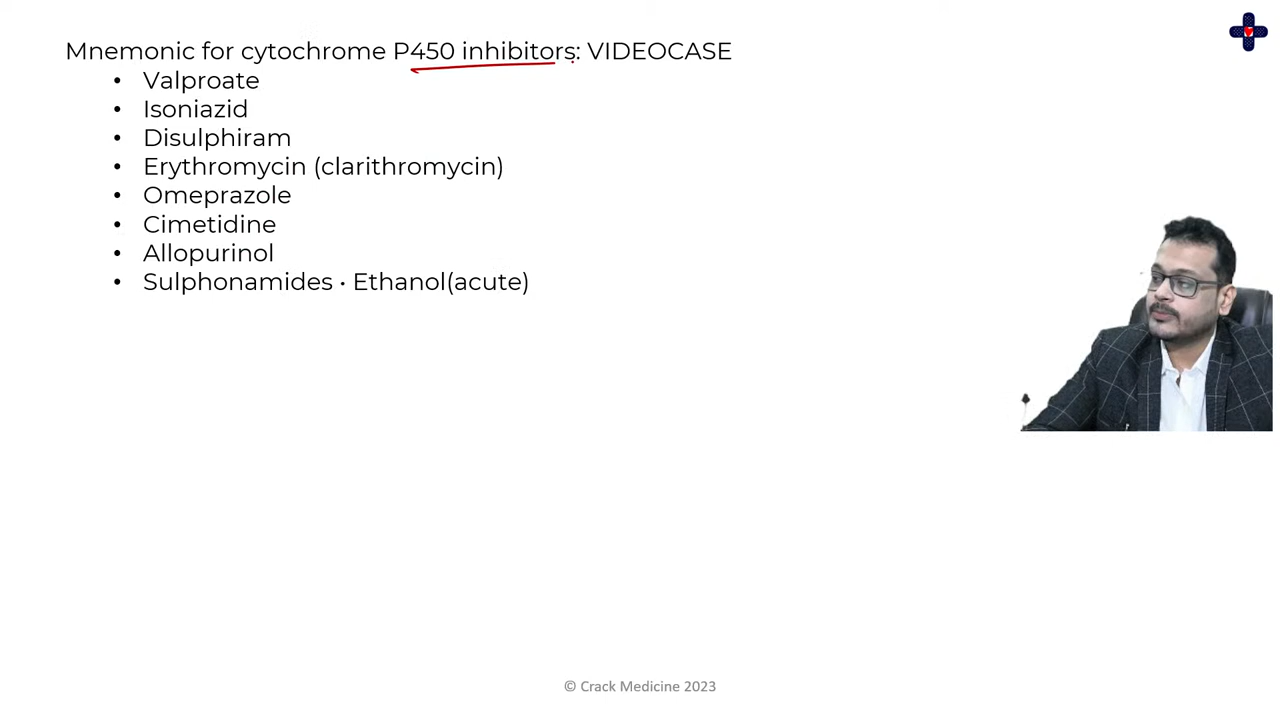 Mnemonic for cytochrome P450 inhibitors: VIDEOCASE
• Valproate
• Isoniazid
• Disulphiram
• Erythromycin (clarithromycin)
• Omeprazole
• Cimetidine
• Allopurinol
• Sulphonamides • Ethanol(acute)
© Crack Medicine 2023